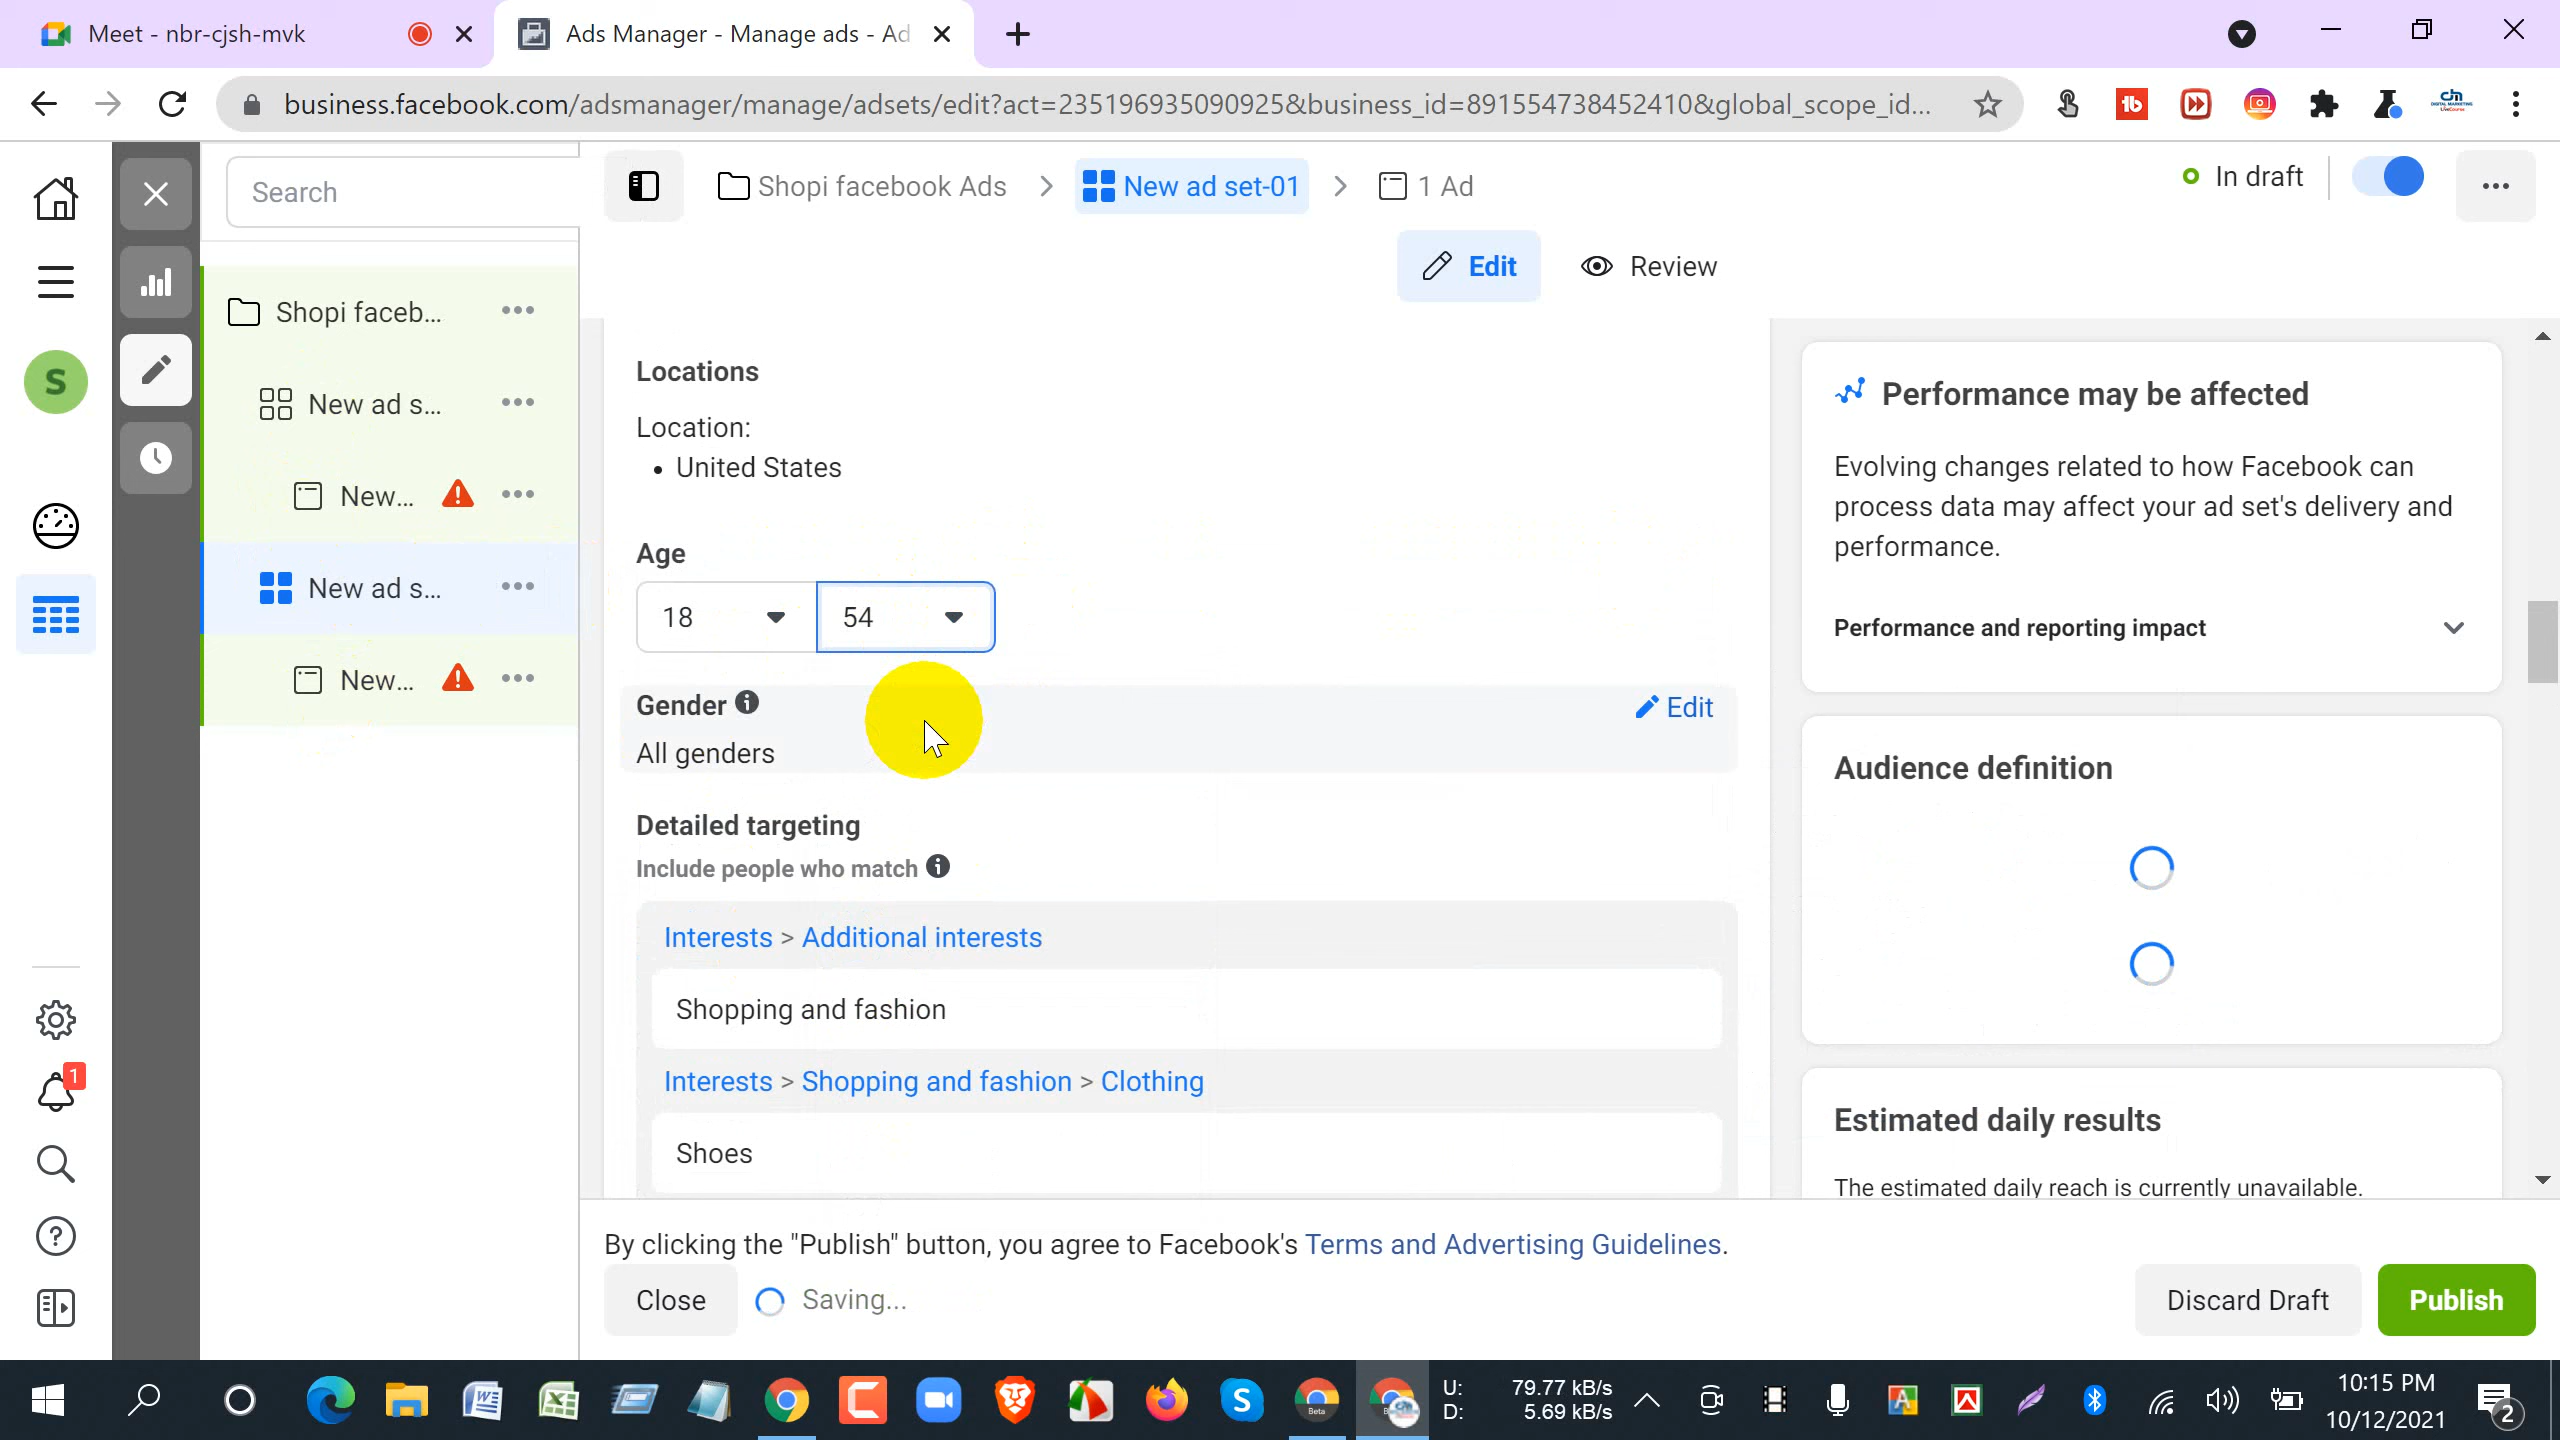 Meet - nbr-cjsh-mvk
Ads Manager - Manage ads - Ad
business.facebook.com/adsmanager/manage/adsets/edit?act=235196935090925&business_id=891554738452410&global_scope_id...
Search
Shopi facebook Ads
New ad set-01
1 Ad
In draft
Edit
Review
S
Shopi faceb...
New ad s...
New...
New ad s...
New...
Locations
Location:
• United States
Age
18
54
Gender
Edit
All genders
Detailed targeting
Include people who match
Interests > Additional interests
Shopping and fashion
Interests > Shopping and fashion > Clothing
Shoes
Performance may be affected
Evolving changes related to how Facebook can
process data may affect your ad set's delivery and
performance.
Performance and reporting impact
Audience definition
Estimated daily results
The estimated daily reach is currently unavailable.
1
By clicking the "Publish" button, you agree to Facebook's Terms and Advertising Guidelines.
Close
Saving...
Discard Draft
Publish
U: 79.77 kB/s
D: 5.69 kB/s
10:15 PM
10/12/2021
2